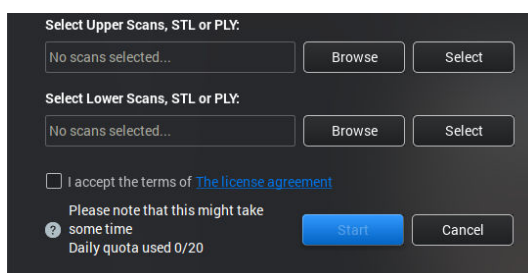 Select Upper Scans, STL or PLY:
No scans selected... Browse Select
Select Lower Scans, STL or PLY:
No scans selected... Browse Select
I accept the terms of The license agreement
Please note that this might take
? some time
Daily quota used 0/20
Start Cancel